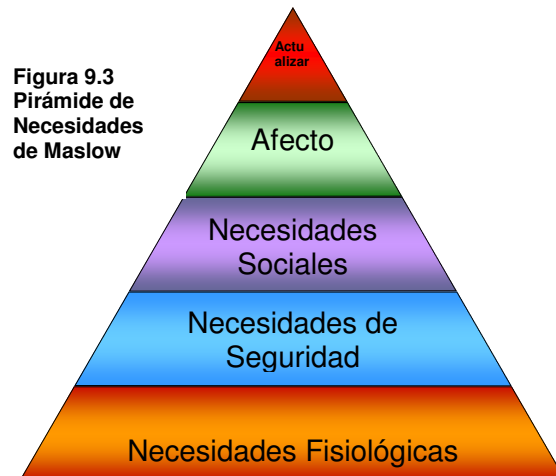 Figura 9.3
Pirámide de
Necesidades
de Maslow
Actu
alizar
Afecto
Necesidades
Sociales
Necesidades de
Seguridad
Necesidades Fisiológicas